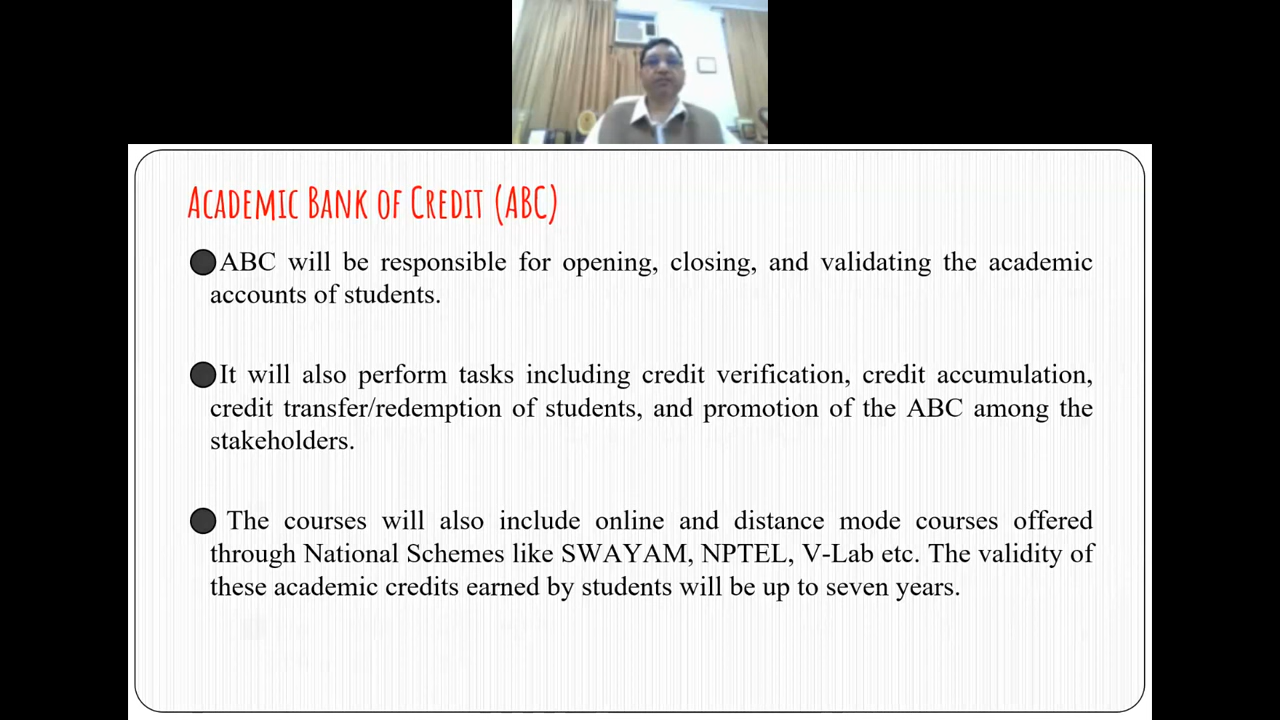 Academic Bank of Credit (ABC)
ABC will be responsible for opening, closing, and validating the academic
accounts of students.
It will also perform tasks including credit verification, credit accumulation,
credit transfer/redemption of students, and promotion of the ABC among the
stakeholders.
The courses will also include online and distance mode courses offered
through National Schemes like SWAYAM, NPTEL, V-Lab etc. The validity of
these academic credits earned by students will be up to seven years.